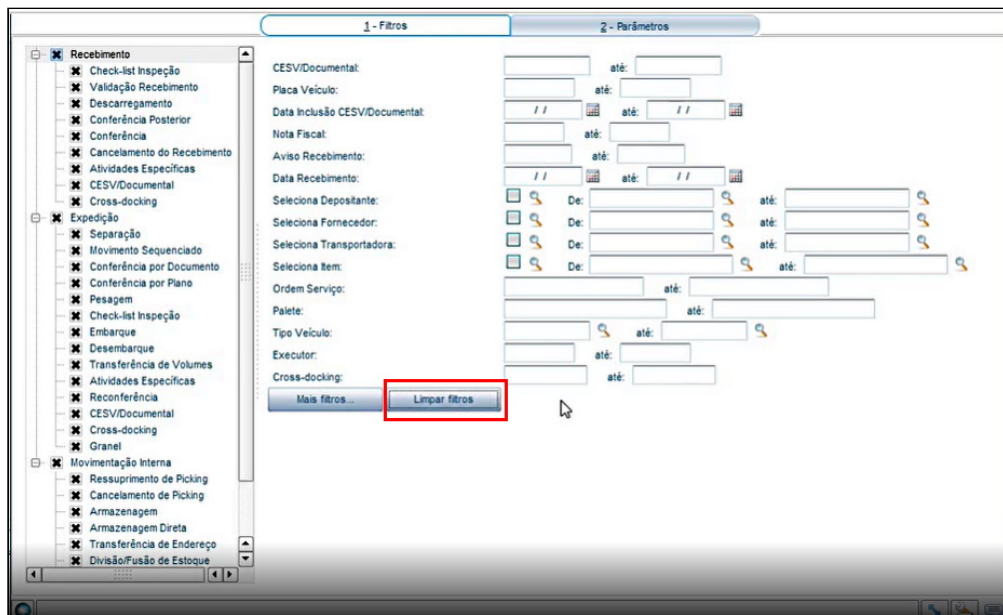 1 - Filtros
2 - Parâmetros
Recebimento
Check-list Inspeção
Validação Recebimento
Descarregamento
Conferência Posterior
Conferência
Cancelamento do Recebimento
Atividades Específicas
CESV/Documental
Cross-docking
Expedição
Separação
Movimento Sequenciado
Conferência por Documento
Conferência por Plano
Pesagem
Check-list Inspeção
Embarque
Desembarque
Transferência de Volumes
Atividades Específicas
Reconferência
CESV/Documental
Cross-docking
Granel
Movimentação Interna
Ressuprimento de Picking
Cancelamento de Picking
Armazenagem
Armazenagem Direta
Transferência de Endereço
Divisão/Fusão de Estoque
CESV/Documental: até:
Placa Veículo: até:
Data Inclusão CESV/Documental: / / até: / /
Nota Fiscal: até:
Aviso Recebimento: até:
Data Recebimento: / / até: / /
Seleciona Depositante: De: até:
Seleciona Fornecedor: De: até:
Seleciona Transportadora: De: até:
Seleciona Item: De: até:
Ordem Serviço: até:
Palete: até:
Tipo Veículo: até:
Executor: até:
Cross-docking: até:
Mais filtros... Limpar filtros